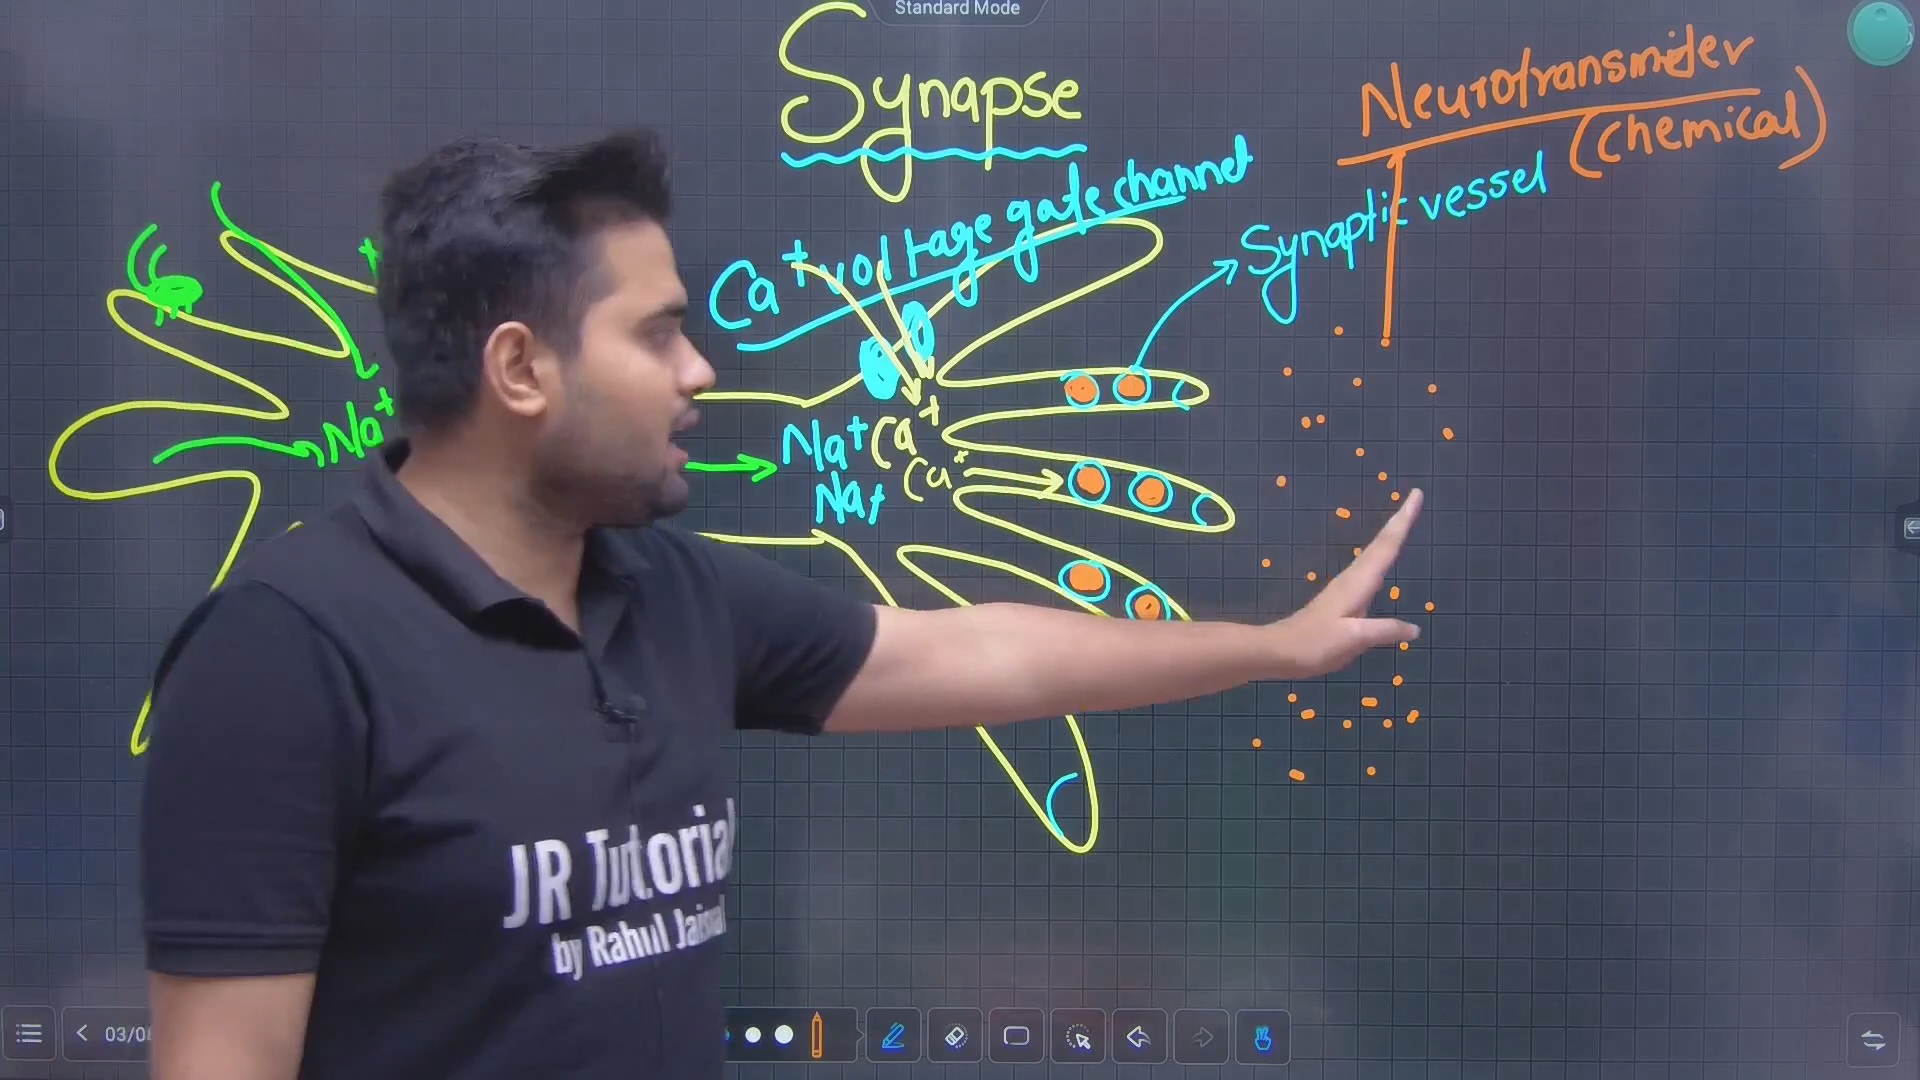 Standard Mode
Synapse
Neurotransmitter
(chemical)
Ca+ voltage gate channel
Synaptic vessel
Na+
Na+
Ca+
Ca+
Na+
JR Tutorial
by Rahul Jaiswal
03/0